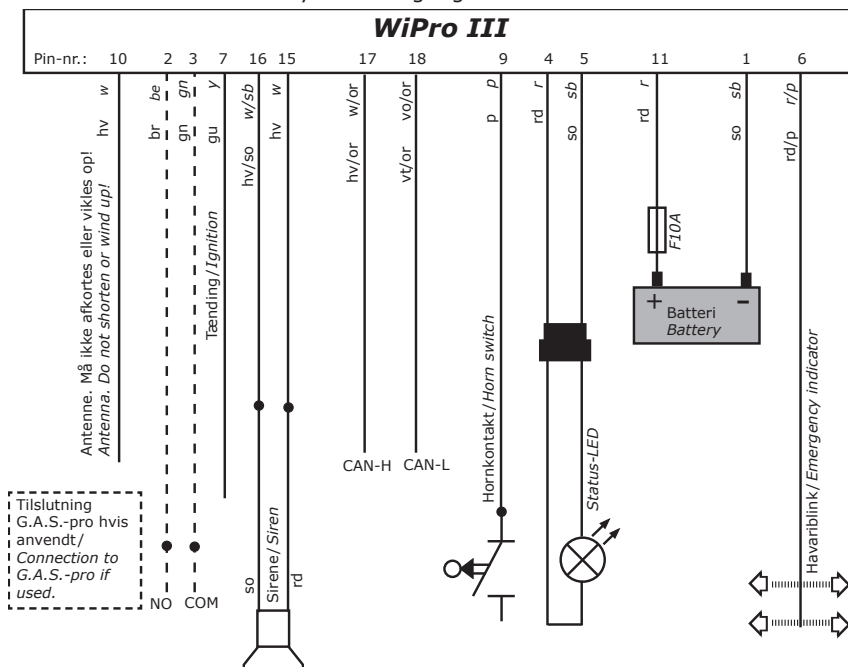 WiPro III
Pin-nr.: 10 2 3 7 16 15 17 18 9 4 5 11 1 6
hv w
br be
gn gn
gu y
hv/so w/sb
hv w
hv/or w/or
vt/or vo/or
p p
rd r
so sb
rd r
so sb
rd/p r/p
Antenne. Må ikke afkortes eller vikles op!
Antenna. Do not shorten or wind up!
Tænding/Ignition
F10A
+ -
Batteri
Battery
CAN-H CAN-L
Hornkontakt/Horn switch
Status-LED
Havariblink/Emergency indicator
Tilslutning
G.A.S.-pro hvis
anvendt/
Connection to
G.A.S.-pro if
used.
NO COM
so
Sirene/Siren
rd